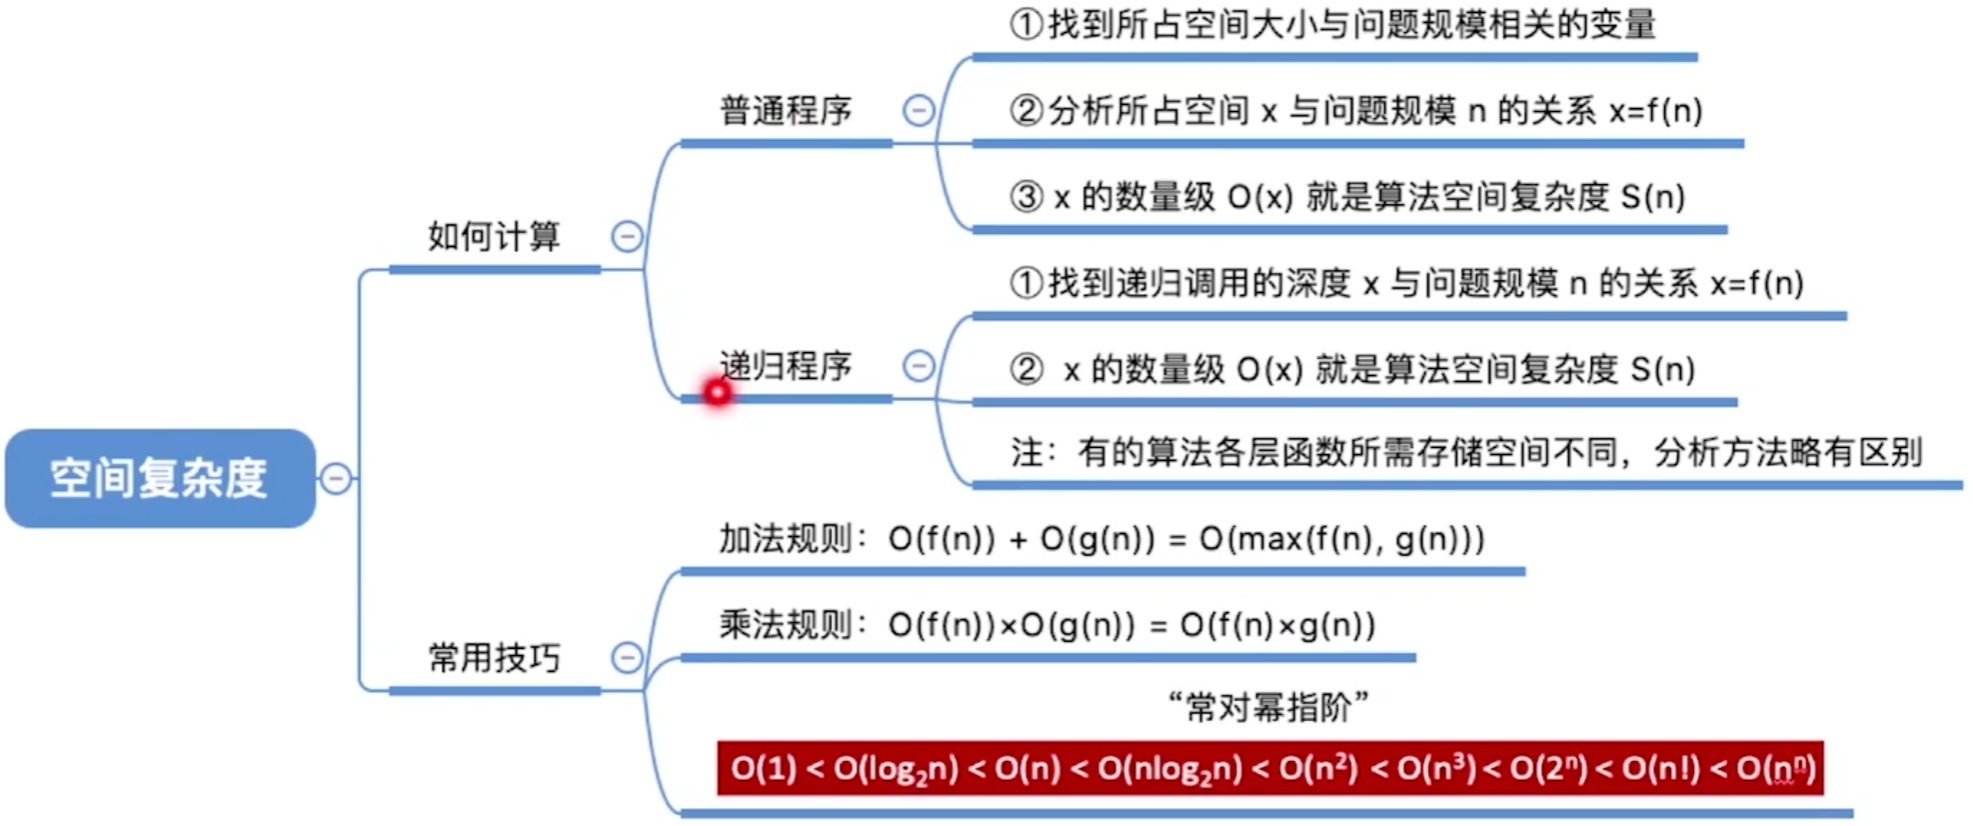 空间复杂度
如何计算
普通程序
①找到所占空间大小与问题规模相关的变量
②分析所占空间 x 与问题规模 n 的关系 x=f(n)
③ x 的数量级 O(x) 就是算法空间复杂度 S(n)
递归程序
①找到递归调用的深度 x 与问题规模 n 的关系 x=f(n)
② x 的数量级 O(x) 就是算法空间复杂度 S(n)
注：有的算法各层函数所需存储空间不同，分析方法略有区别
常用技巧
加法规则：O(f(n)) + O(g(n)) = O(max(f(n), g(n)))
乘法规则：O(f(n))×O(g(n)) = O(f(n)×g(n))
“常对幂指阶”
O(1) < O(log₂n) < O(n) < O(nlog₂n) < O(n²) < O(n³) < O(2ⁿ) < O(n!) < O(nⁿ)